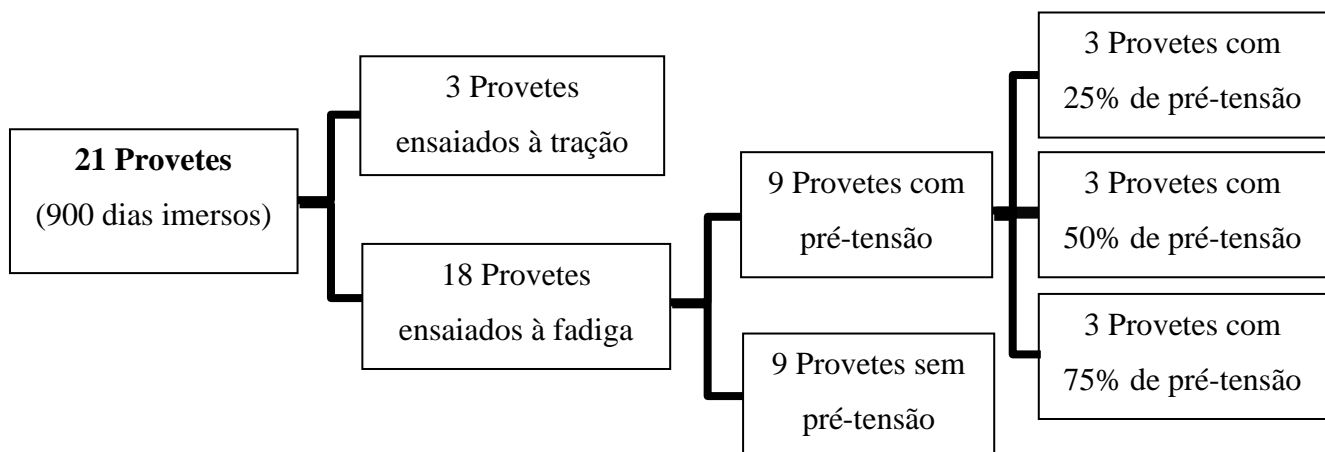 21 Provetes
(900 dias imersos)
3 Provetes
ensaiados à tração
18 Provetes
ensaiados à fadiga
9 Provetes com
pré-tensão
9 Provetes sem
pré-tensão
3 Provetes com
25% de pré-tensão
3 Provetes com
50% de pré-tensão
3 Provetes com
75% de pré-tensão